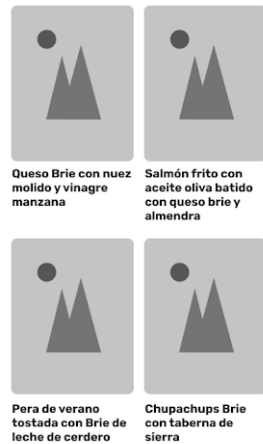 Queso Brie con nuez
molido y vinagre
manzana
Salmón frito con
aceite oliva batido
con queso brie y
almendra
Pera de verano
tostada con Brie de
leche de cerdero
Chupachups Brie
con taberna de
sierra